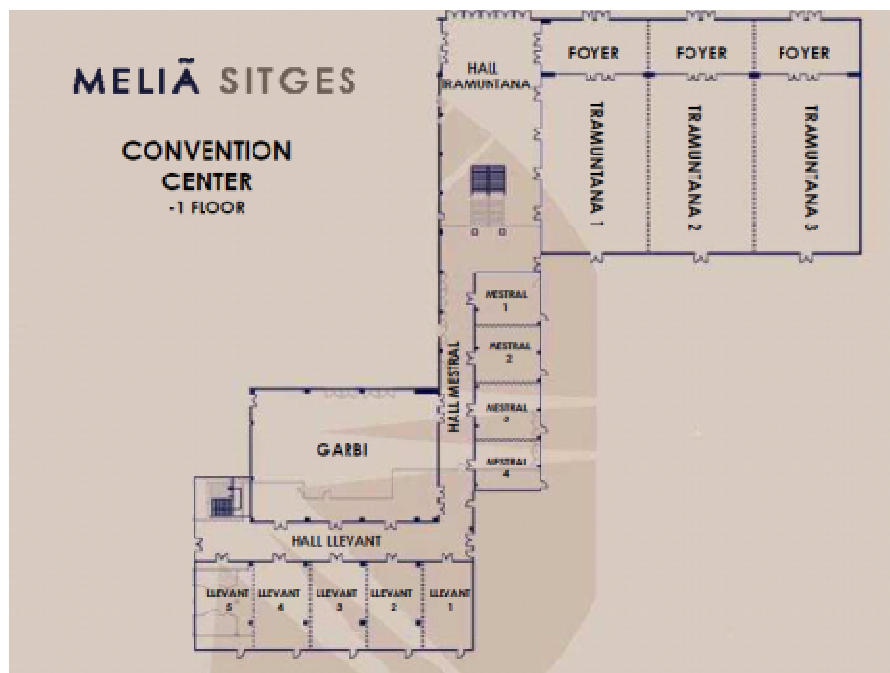 MELIÃ SITGES
CONVENTION
CENTER
-1 FLOOR
HALL
TRAMUNTANA
FOYER
FOYER
FOYER
TRAMUNTANA 1
TRAMUNTANA 2
TRAMUNTANA 3
MESTRAL
1
MESTRAL
2
HALL MESTRAL
MESTRAL
3
MESTRAL
4
GARBI
HALL LLEVANT
LLEVANT
5
LLEVANT
4
LLEVANT
3
LLEVANT
2
LLEVANT
1